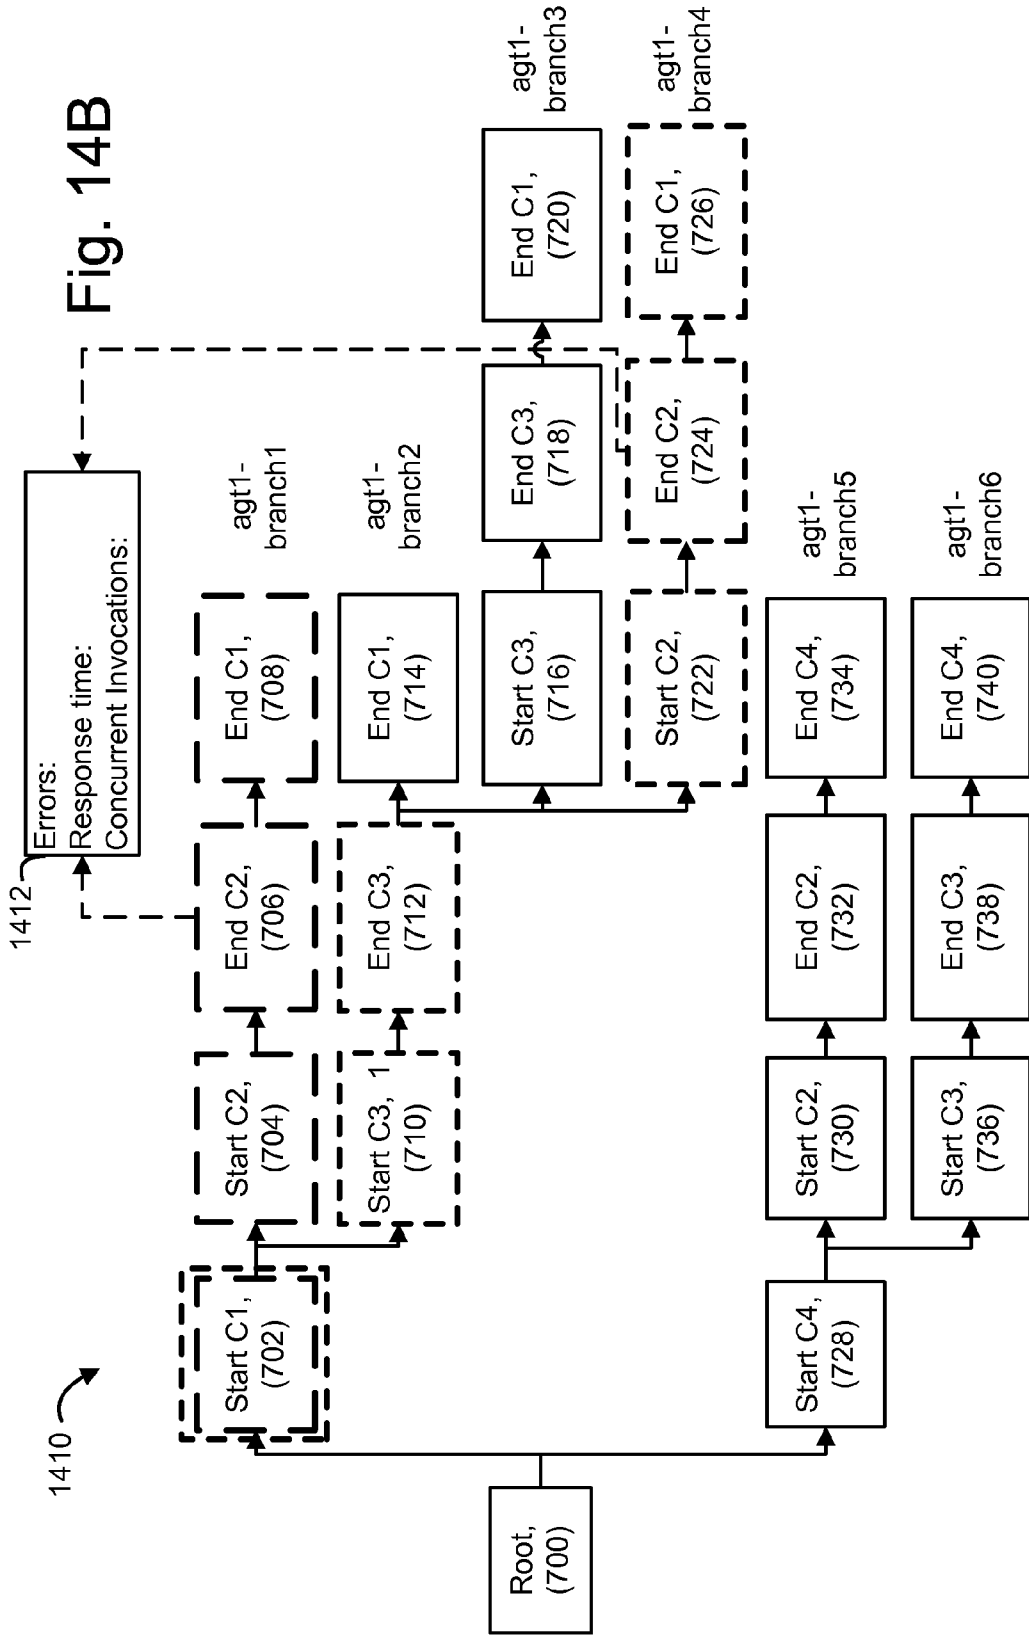 Fig. 14B
1410
1412
Errors:
Response time:
Concurrent Invocations:
Root,
(700)
Start C1,
(702)
Start C2,
(704)
End C2,
(706)
End C1,
(708)
agt1-
branch1
Start C3, 1
(710)
End C3,
(712)
End C1,
(714)
agt1-
branch2
Start C3,
(716)
End C3,
(718)
End C1,
(720)
agt1-
branch3
Start C2,
(722)
End C2,
(724)
End C1,
(726)
agt1-
branch4
Start C4,
(728)
Start C2,
(730)
End C2,
(732)
End C4,
(734)
agt1-
branch5
Start C3,
(736)
End C3,
(738)
End C4,
(740)
agt1-
branch6